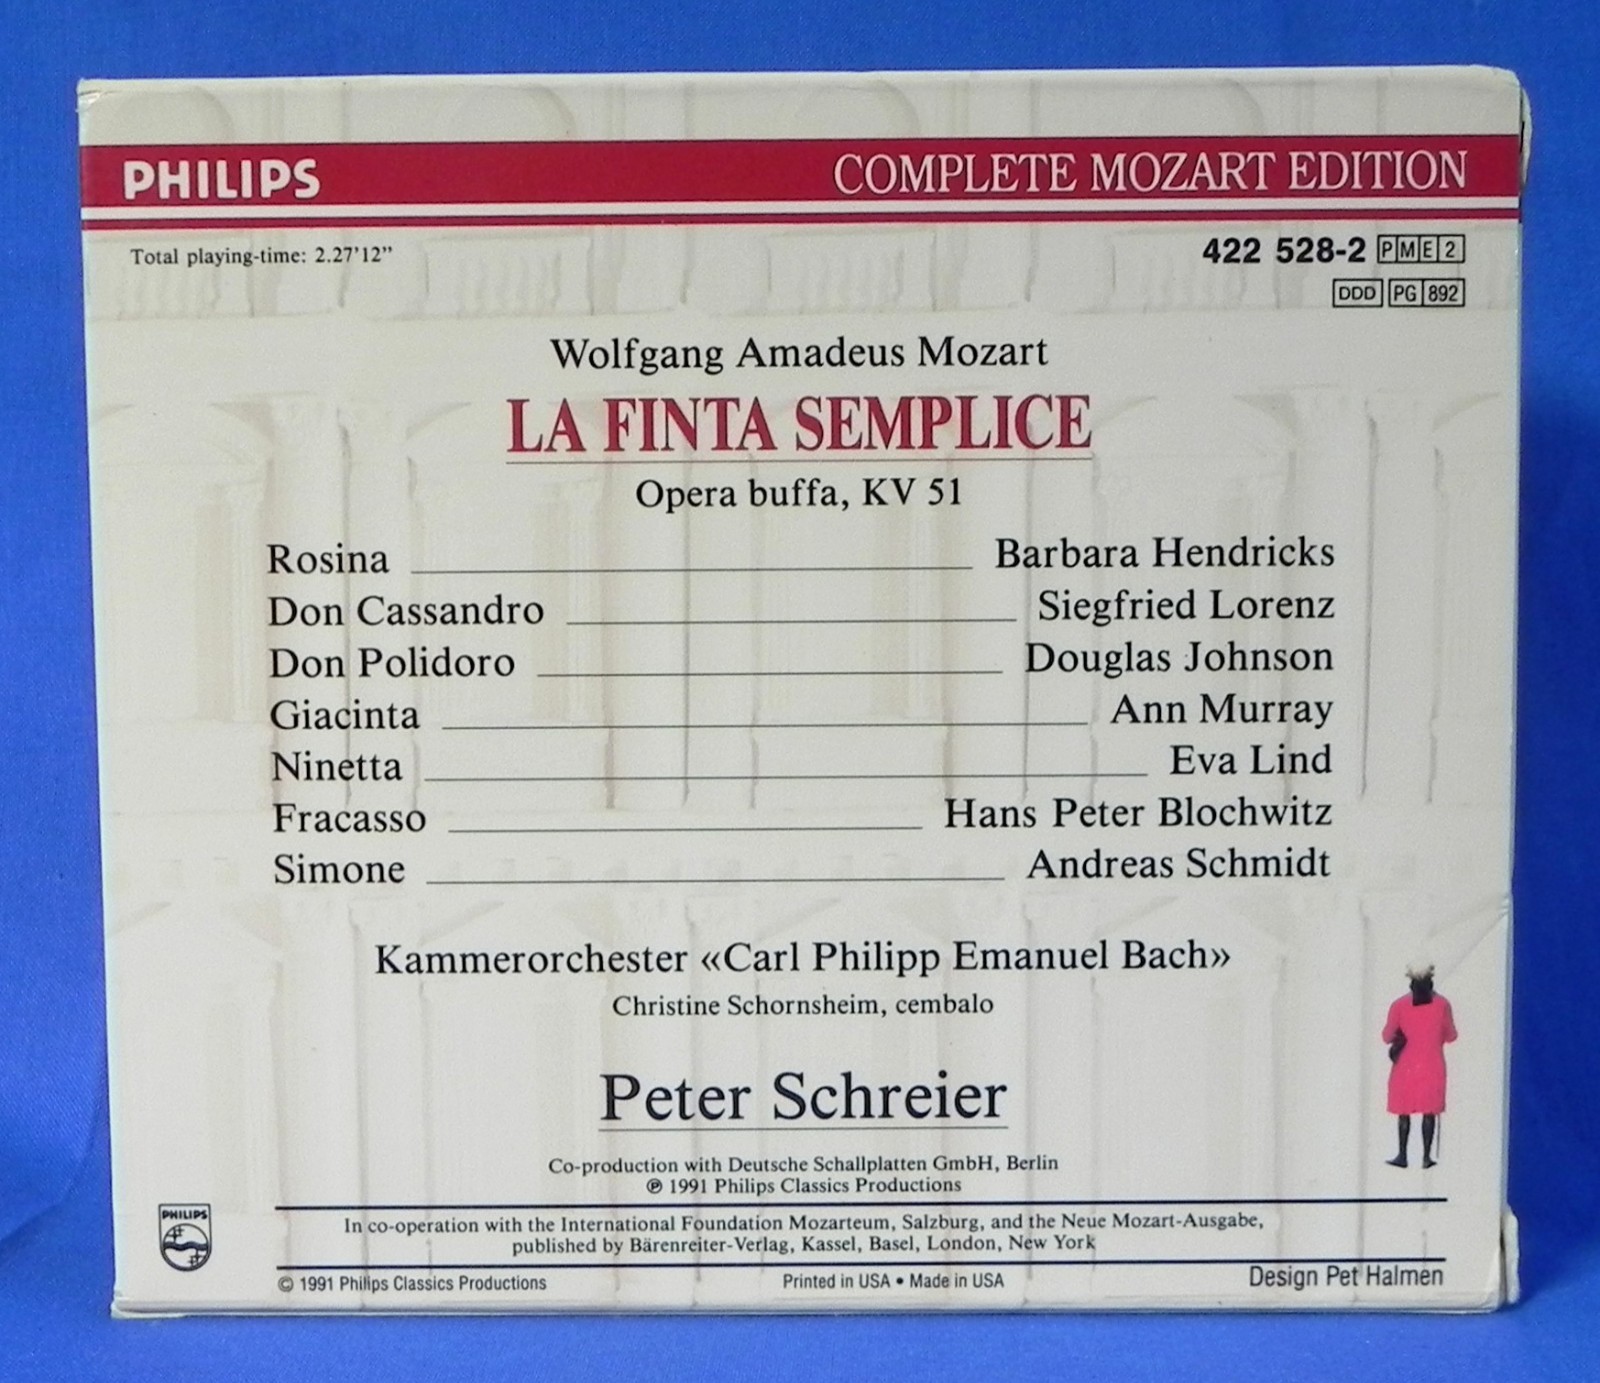 PHILIPS COMPLETE MOZART EDITION
Total playing-time: 2.27'12" 422 528-2 P M E 2
DDD PG 892
Wolfgang Amadeus Mozart
LA FINTA SEMPLICE
Opera buffa, KV 51
Rosina Barbara Hendricks
Don Cassandro Siegfried Lorenz
Don Polidoro Douglas Johnson
Giacinta Ann Murray
Ninetta Eva Lind
Fracasso Hans Peter Blochwitz
Simone Andreas Schmidt
Kammerorchester «Carl Philipp Emanuel Bach»
Christine Schornsheim, cembalo
Peter Schreier
Co-production with Deutsche Schallplatten GmbH, Berlin
℗ 1991 Philips Classics Productions
PHILIPS
In co-operation with the International Foundation Mozarteum, Salzburg, and the Neue Mozart-Ausgabe,
published by Bärenreiter-Verlag, Kassel, Basel, London, New York
© 1991 Philips Classics Productions Printed in USA • Made in USA Design Pet Halmen